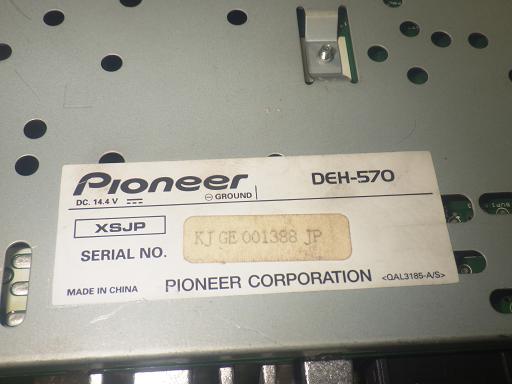 Pioneer DEH-570
DC. 14.4 V ⎓ ⊖ GROUND
XSJP
SERIAL NO. KJ GE 001388 JP
MADE IN CHINA PIONEER CORPORATION <QAL3185-A/S>